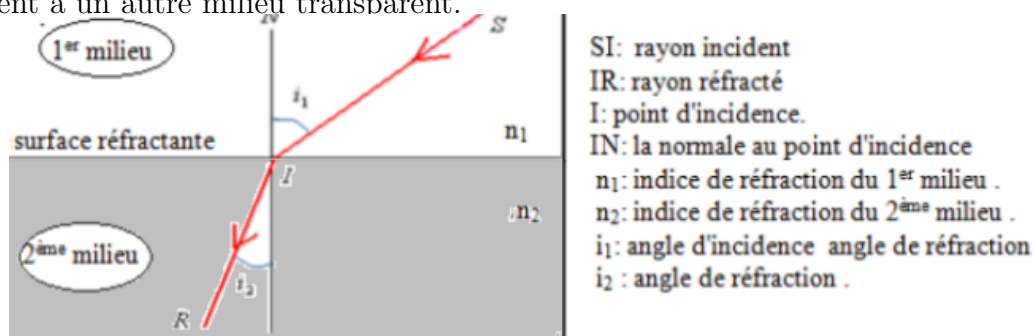 ent à un autre milieu transparent.
N
S
1er milieu
i1
surface réfractante
n1
I
n2
2ème milieu
i2
R
SI: rayon incident
IR: rayon réfracté
I: point d'incidence.
IN: la normale au point d'incidence
n1: indice de réfraction du 1er milieu .
n2: indice de réfraction du 2ème milieu .
i1: angle d'incidence angle de réfraction
i2 : angle de réfraction .